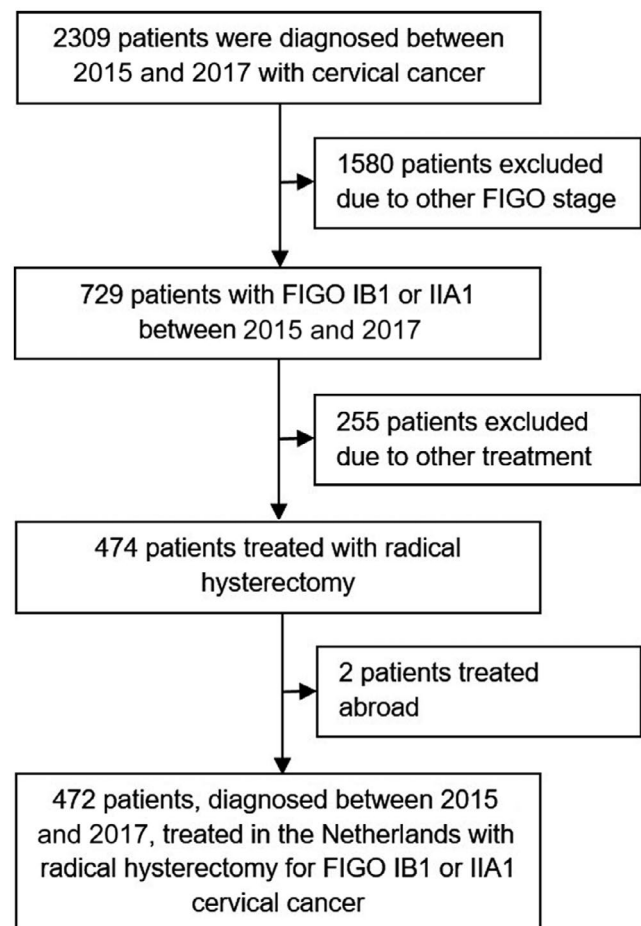 2309 patients were diagnosed between
2015 and 2017 with cervical cancer
1580 patients excluded
due to other FIGO stage
729 patients with FIGO IB1 or IIA1
between 2015 and 2017
255 patients excluded
due to other treatment
474 patients treated with radical
hysterectomy
2 patients treated
abroad
472 patients, diagnosed between 2015
and 2017, treated in the Netherlands with
radical hysterectomy for FIGO IB1 or IIA1
cervical cancer